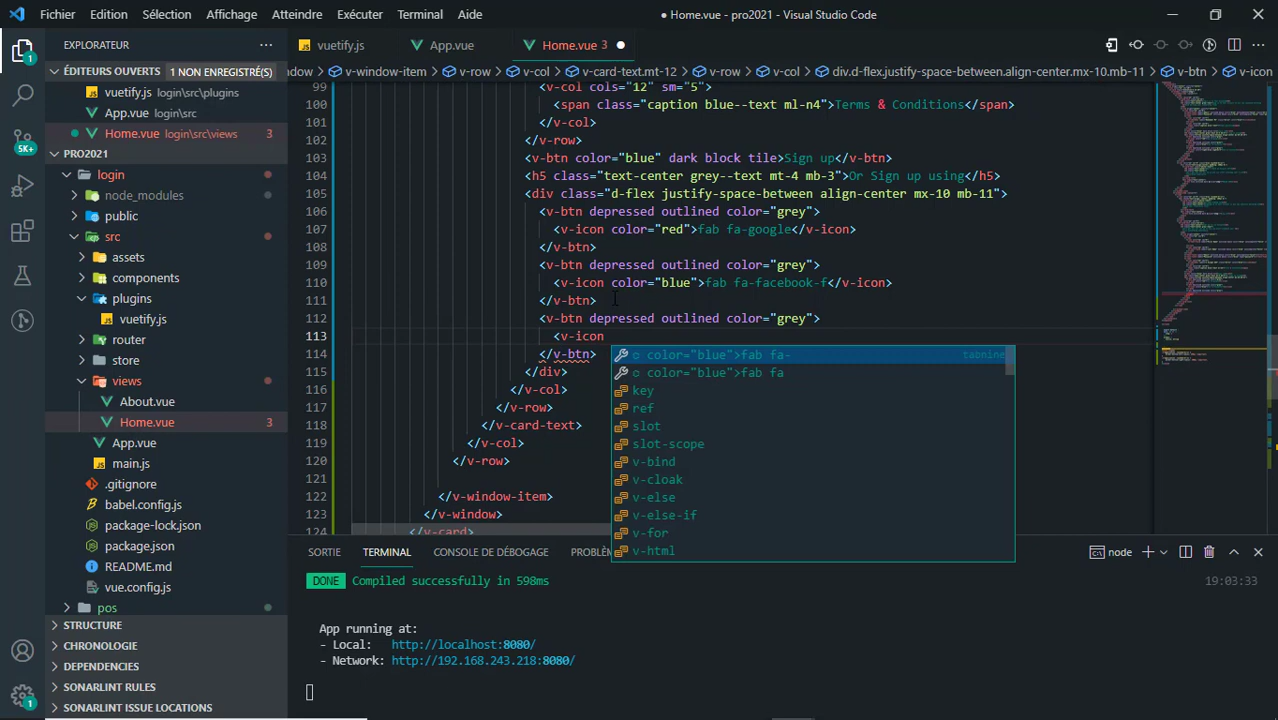 Fichier Edition Sélection Affichage Atteindre Exécuter Terminal Aide
● Home.vue - pro2021 - Visual Studio Code
EXPLORATEUR
ÉDITEURS OUVERTS 1 NON ENREGISTRÉ(S)
vuetify.js login\src\plugins
App.vue login\src
Home.vue login\src\views 3
PRO2021
login
node_modules
public
src
assets
components
plugins
vuetify.js
router
store
views
About.vue
Home.vue 3
App.vue
main.js
.gitignore
babel.config.js
package-lock.json
package.json
README.md
vue.config.js
pos
STRUCTURE
CHRONOLOGIE
DEPENDENCIES
SONARLINT RULES
SONARLINT ISSUE LOCATIONS
1
5K+
1
vuetify.js App.vue Home.vue 3 ●
indow > v-window-item > v-row > v-col > v-card-text.mt-12 > v-row > v-col > div.d-flex.justify-space-between.align-center.mx-10.mb-11 > v-btn > v-icon
99 <v-col cols="12" sm="5">
100 <span class="caption blue--text ml-n4">Terms & Conditions</span>
101 </v-col>
102 </v-row>
103 <v-btn color="blue" dark block tile>Sign up</v-btn>
104 <h5 class="text-center grey--text mt-4 mb-3">Or Sign up using</h5>
105 <div class="d-flex justify-space-between align-center mx-10 mb-11">
106 <v-btn depressed outlined color="grey">
107 <v-icon color="red">fab fa-google</v-icon>
108 </v-btn>
109 <v-btn depressed outlined color="grey">
110 <v-icon color="blue">fab fa-facebook-f</v-icon>
111 </v-btn>
112 <v-btn depressed outlined color="grey">
113 <v-icon
114 </v-btn>
115 </div>
116 </v-col>
117 </v-row>
118 </v-card-text>
119 </v-col>
120 </v-row>
121
122 </v-window-item>
123 </v-window>
124 </v-card>
c color="blue">fab fa- tabnine
c color="blue">fab fa
key
ref
slot
slot-scope
v-bind
v-cloak
v-else
v-else-if
v-for
v-html
SORTIE TERMINAL CONSOLE DE DÉBOGAGE PROBLÈM node
DONE Compiled successfully in 598ms 19:03:33
App running at:
- Local: http://localhost:8080/
- Network: http://192.168.243.218:8080/